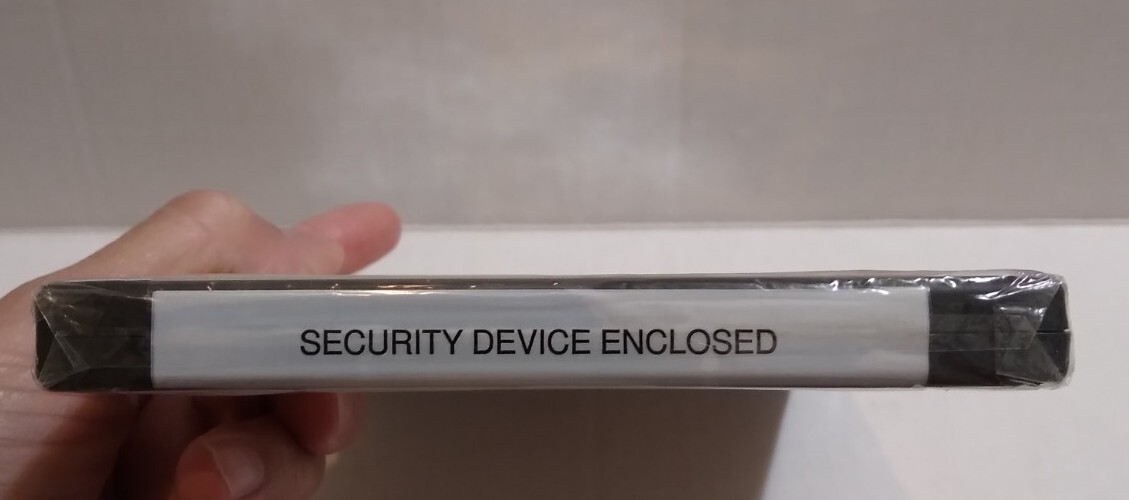 SECURITY DEVICE ENCLOSED